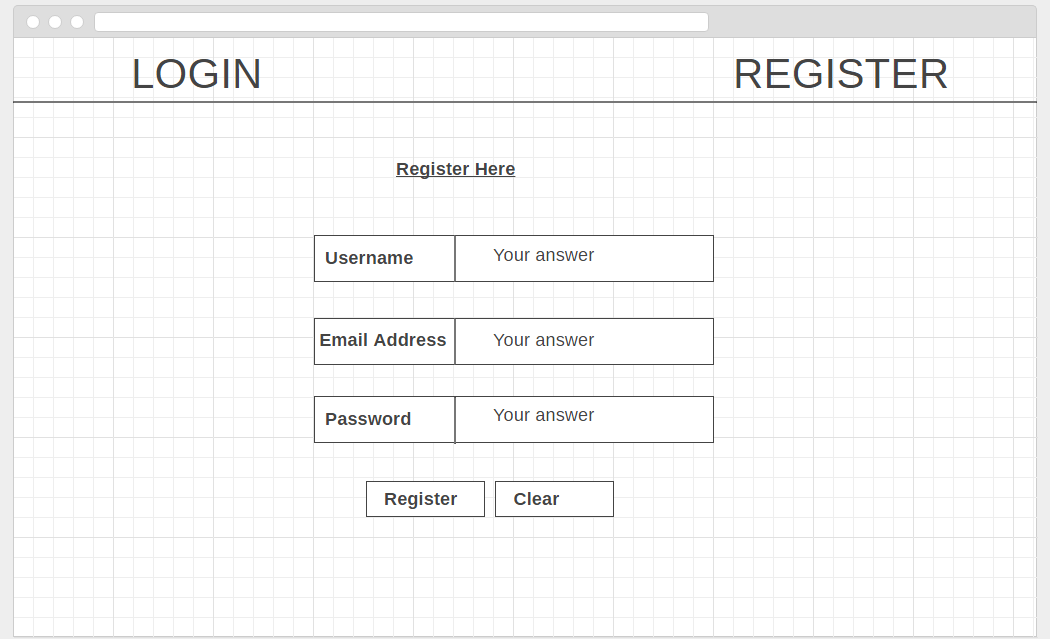 LOGIN REGISTER
Register Here
Username Your answer
Email Address Your answer
Password Your answer
Register Clear